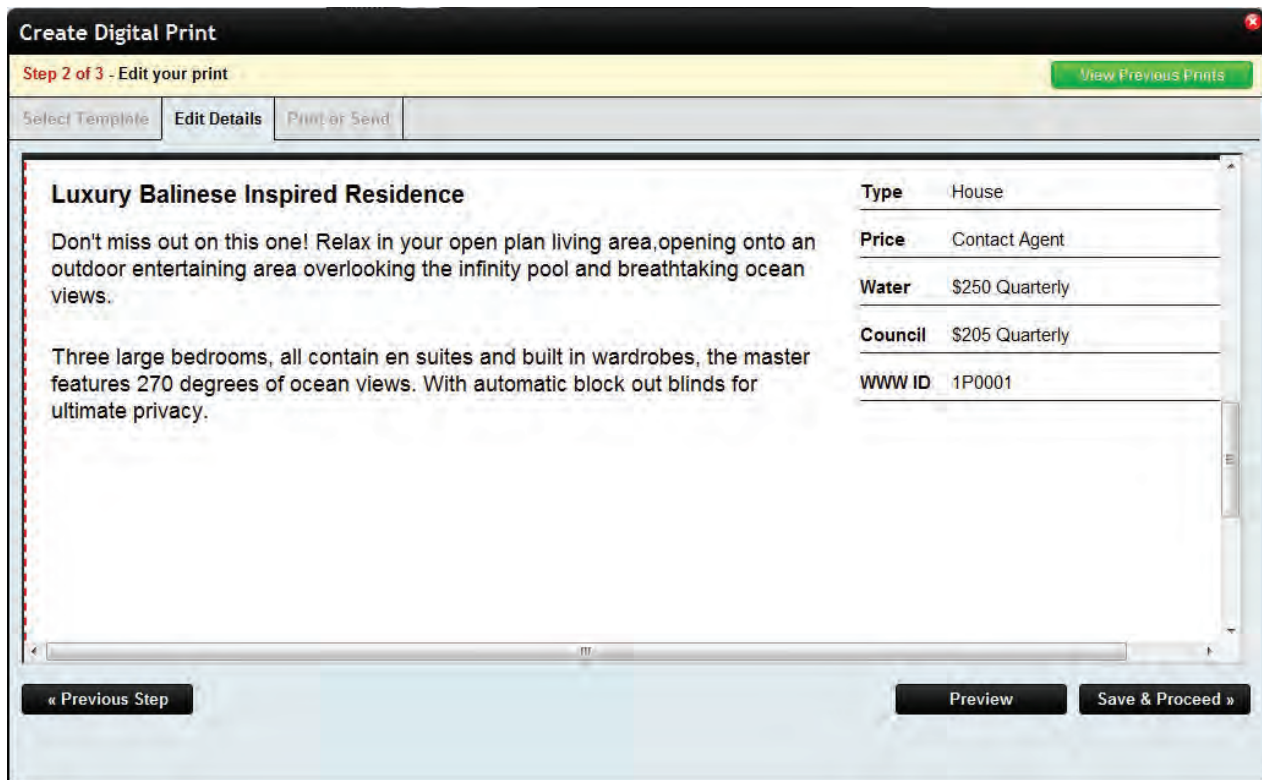 Create Digital Print
Step 2 of 3 - Edit your print
View Previous Prints
Select Template
Edit Details
Print or Send
Luxury Balinese Inspired Residence
Don't miss out on this one! Relax in your open plan living area,opening onto an
outdoor entertaining area overlooking the infinity pool and breathtaking ocean
views.
Three large bedrooms, all contain en suites and built in wardrobes, the master
features 270 degrees of ocean views. With automatic block out blinds for
ultimate privacy.
Type House
Price Contact Agent
Water $250 Quarterly
Council $205 Quarterly
WWW ID 1P0001
« Previous Step
Preview
Save & Proceed »